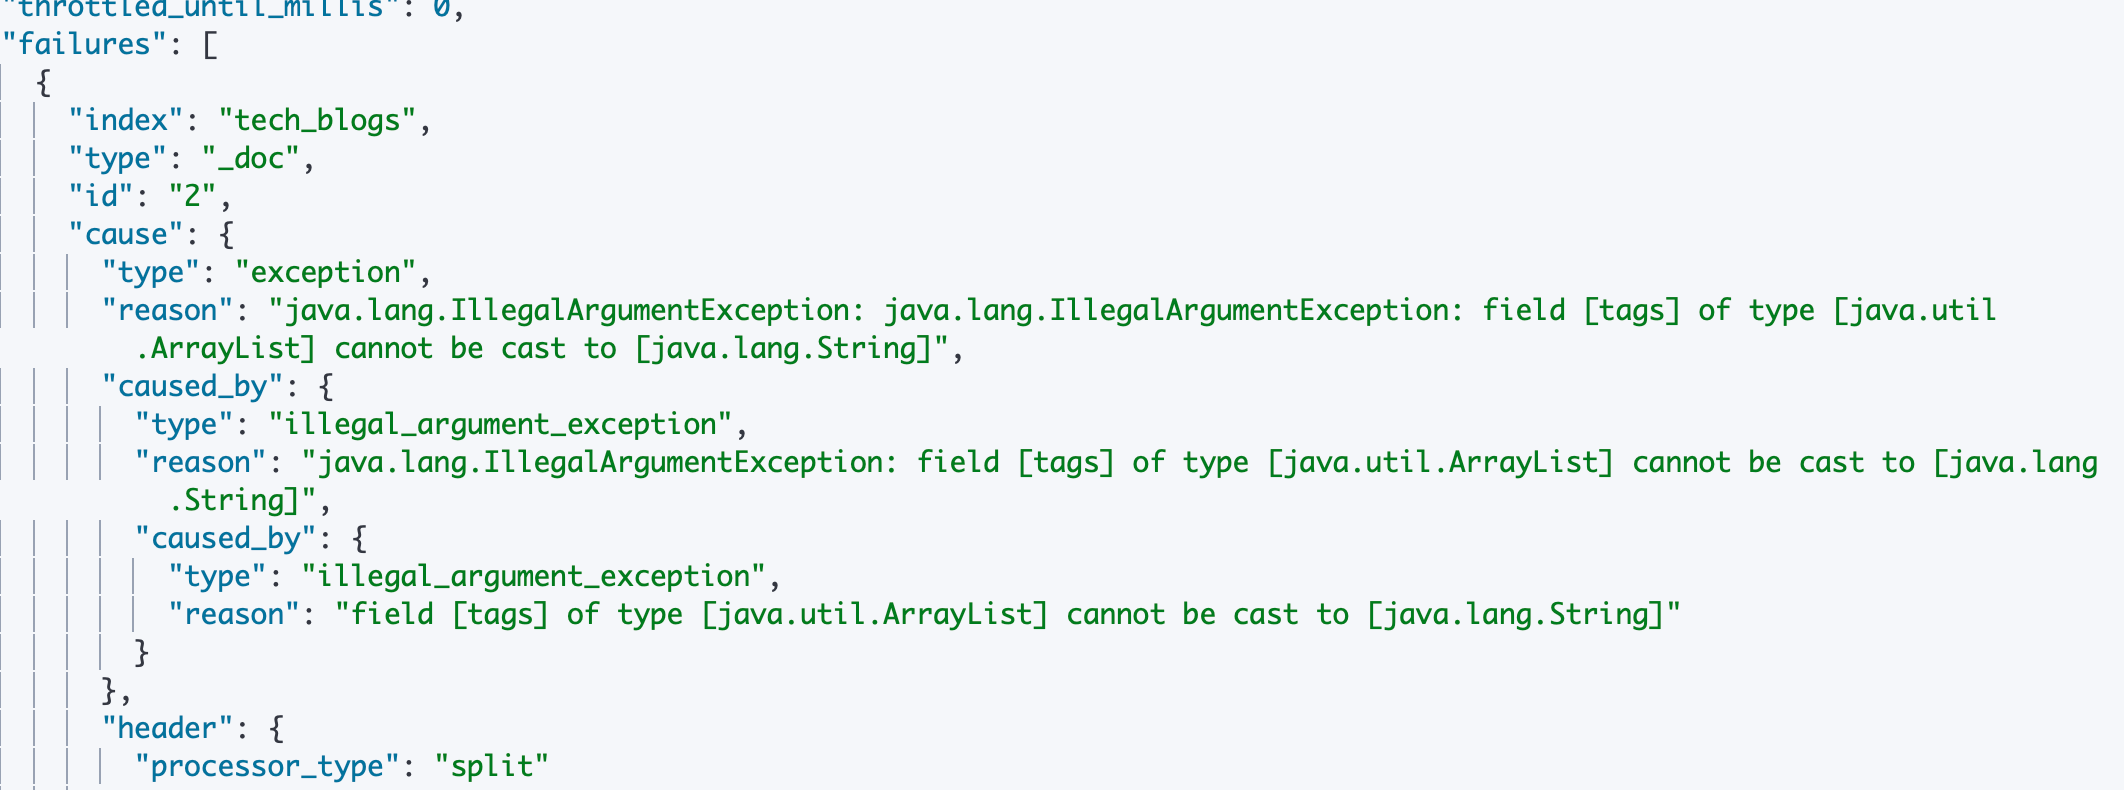 "throttled_until_millis": 0,
"failures": [
{
"index": "tech_blogs",
"type": "_doc",
"id": "2",
"cause": {
"type": "exception",
"reason": "java.lang.IllegalArgumentException: java.lang.IllegalArgumentException: field [tags] of type [java.util
.ArrayList] cannot be cast to [java.lang.String]",
"caused_by": {
"type": "illegal_argument_exception",
"reason": "java.lang.IllegalArgumentException: field [tags] of type [java.util.ArrayList] cannot be cast to [java.lang
.String]",
"caused_by": {
"type": "illegal_argument_exception",
"reason": "field [tags] of type [java.util.ArrayList] cannot be cast to [java.lang.String]"
}
},
"header": {
"processor_type": "split"